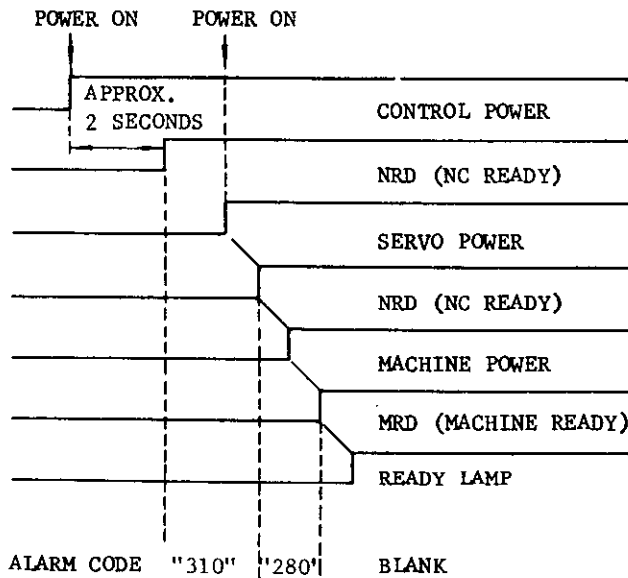 POWER ON POWER ON
APPROX.
2 SECONDS
CONTROL POWER
NRD (NC READY)
SERVO POWER
NRD (NC READY)
MACHINE POWER
MRD (MACHINE READY)
READY LAMP
ALARM CODE "310" "280" BLANK